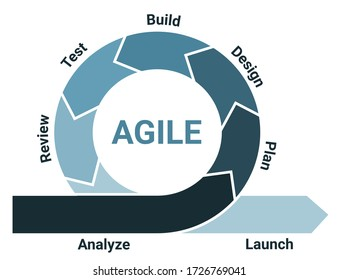 Build
Test
Design
AGILE
Review
Plan
Analyze
Launch
shutterstock.com · 1726769041